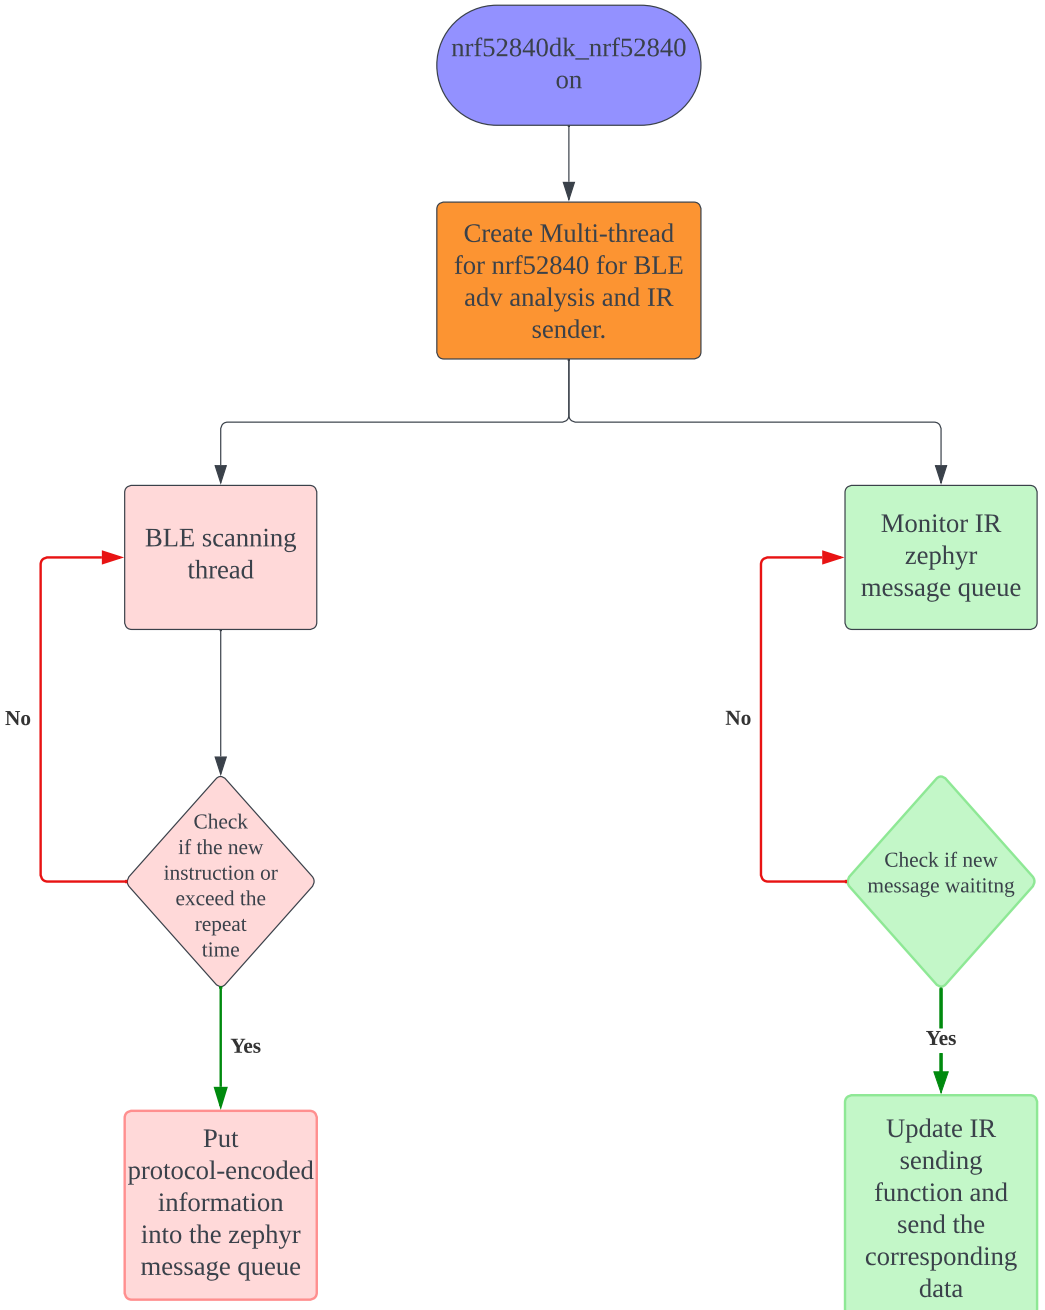 nrf52840dk_nrf52840
on
Create Multi-thread
for nrf52840 for BLE
adv analysis and IR
sender.
BLE scanning
thread
Monitor IR
zephyr
message queue
No
No
Check
if the new
instruction or
exceed the
repeat
time
Check if new
message waititng
Yes
Yes
Put
protocol-encoded
information
into the zephyr
message queue
Update IR
sending
function and
send the
corresponding
data